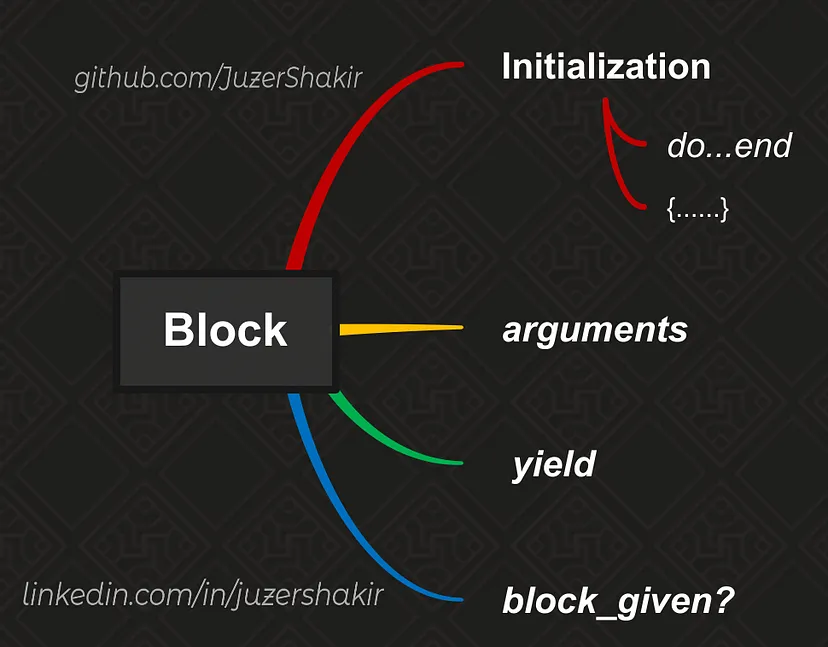 github.com/JuzerShakir
Initialization
do...end
{......}
Block
arguments
yield
block_given?
linkedin.com/in/juzershakir